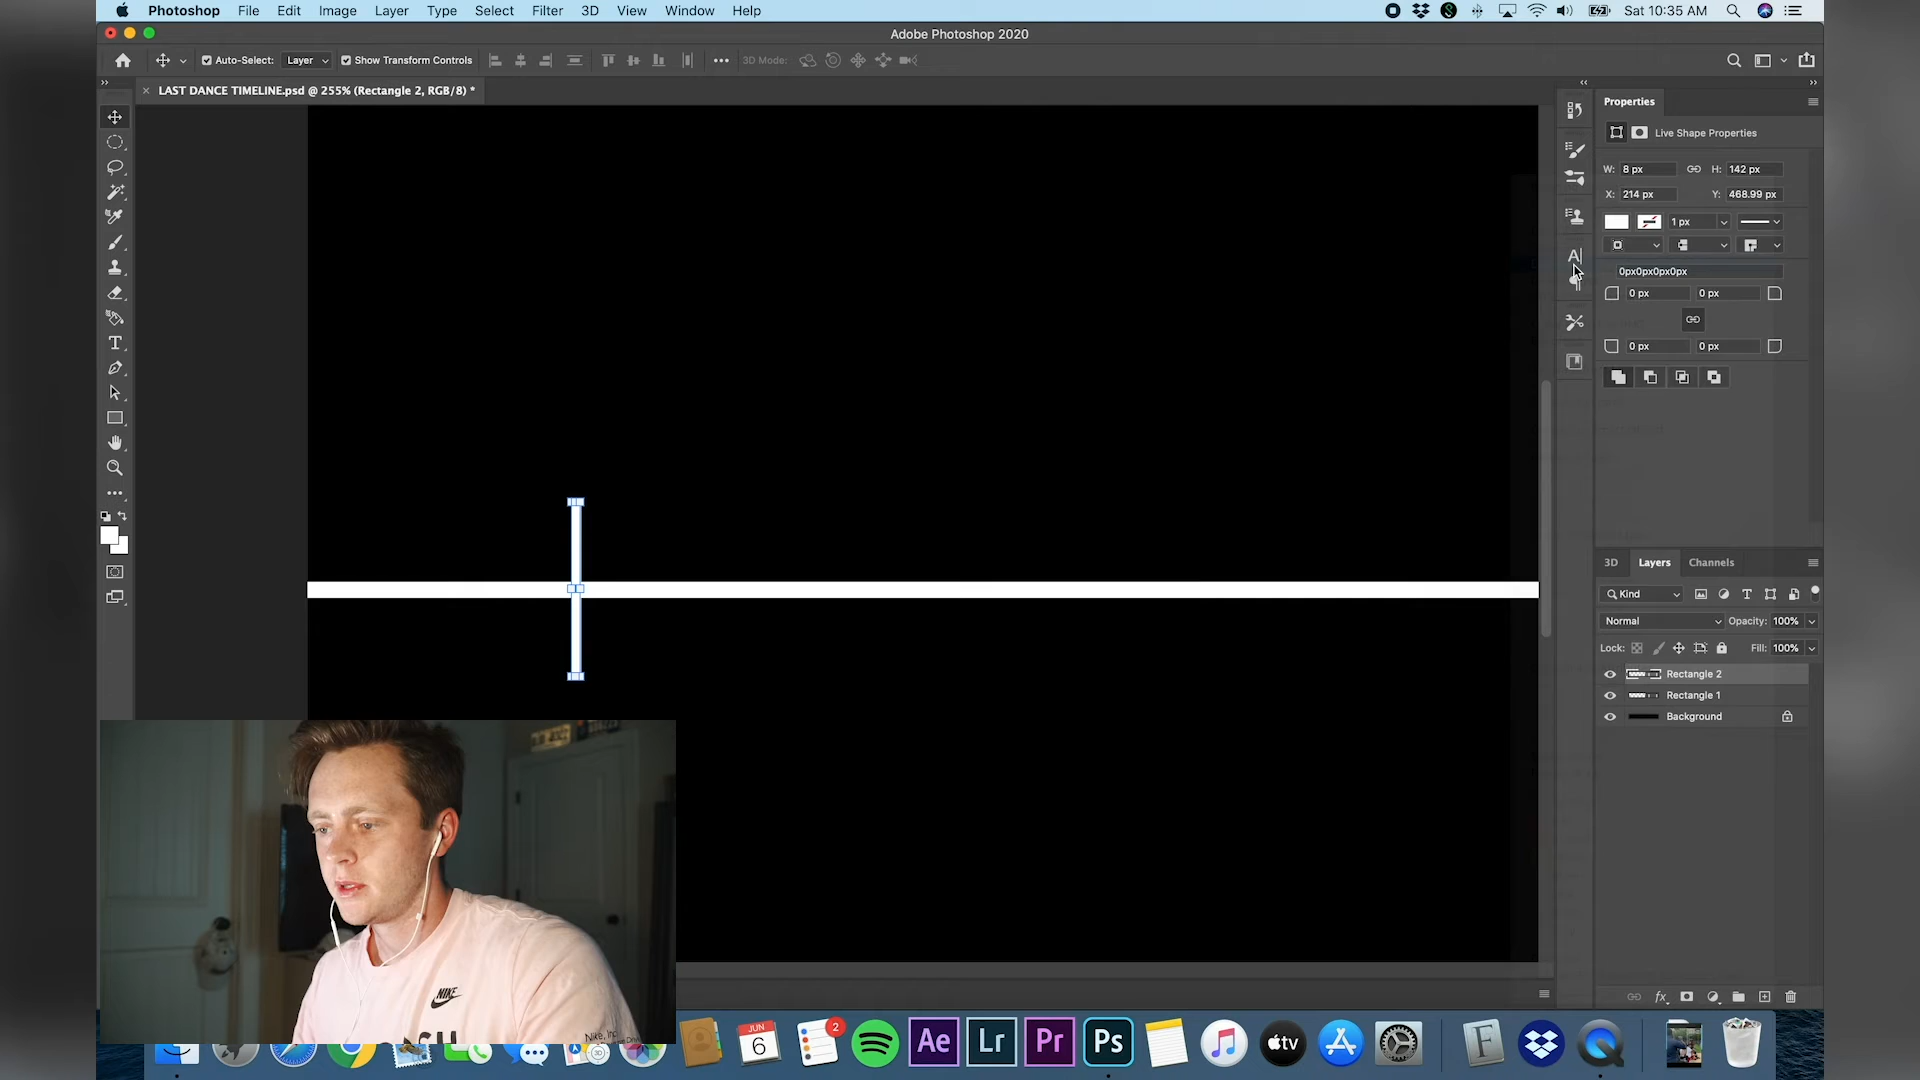 Photoshop File Edit Image Layer Type Select Filter 3D View Window Help
Sat 10:35 AM
Adobe Photoshop 2020
Auto-Select: Layer Show Transform Controls
3D Mode:
LAST DANCE TIMELINE.psd @ 255% (Rectangle 2, RGB/8) *
Properties
Live Shape Properties
W: 8 px H: 142 px
X: 214 px Y: 468.99 px
1 px
0px0px0px0px
0 px 0 px
0 px 0 px
3D Layers Channels
Kind
Normal Opacity: 100%
Lock: Fill: 100%
Rectangle 2
Rectangle 1
Background
NIKE
Nike, Inc.
JUN
6
2
Ae Lr Pr Ps
tv
F